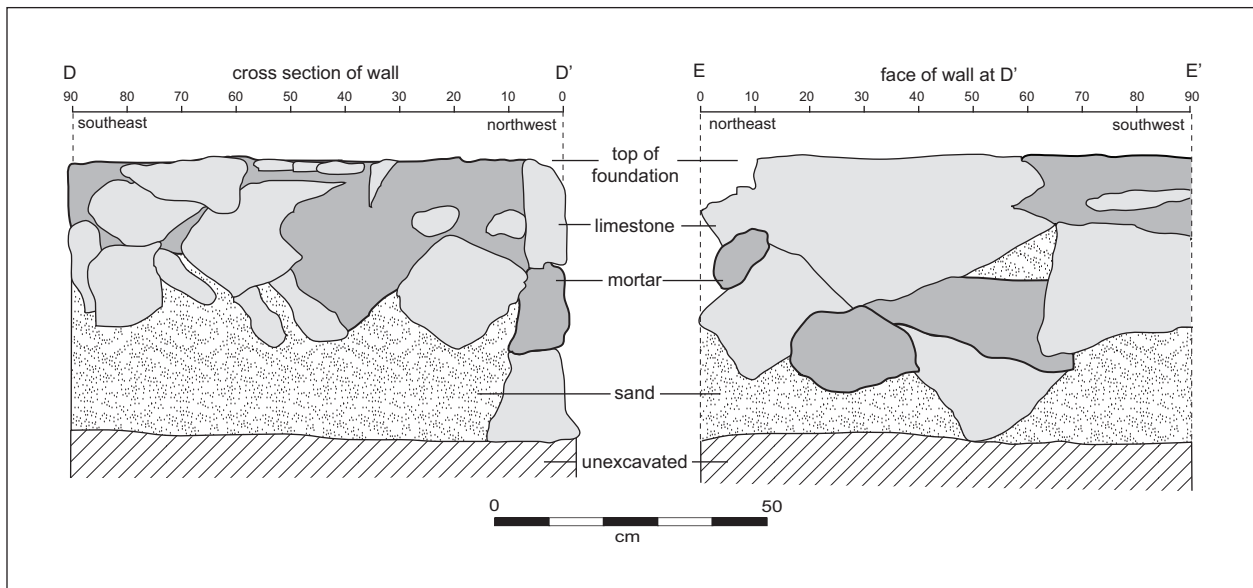 D cross section of wall D’
90 80 70 60 50 40 30 20 10 0
southeast northwest
E face of wall at D’ E’
0 10 20 30 40 50 60 70 80 90
northeast southwest
top of
foundation
limestone
mortar
sand
unexcavated
0 50
cm